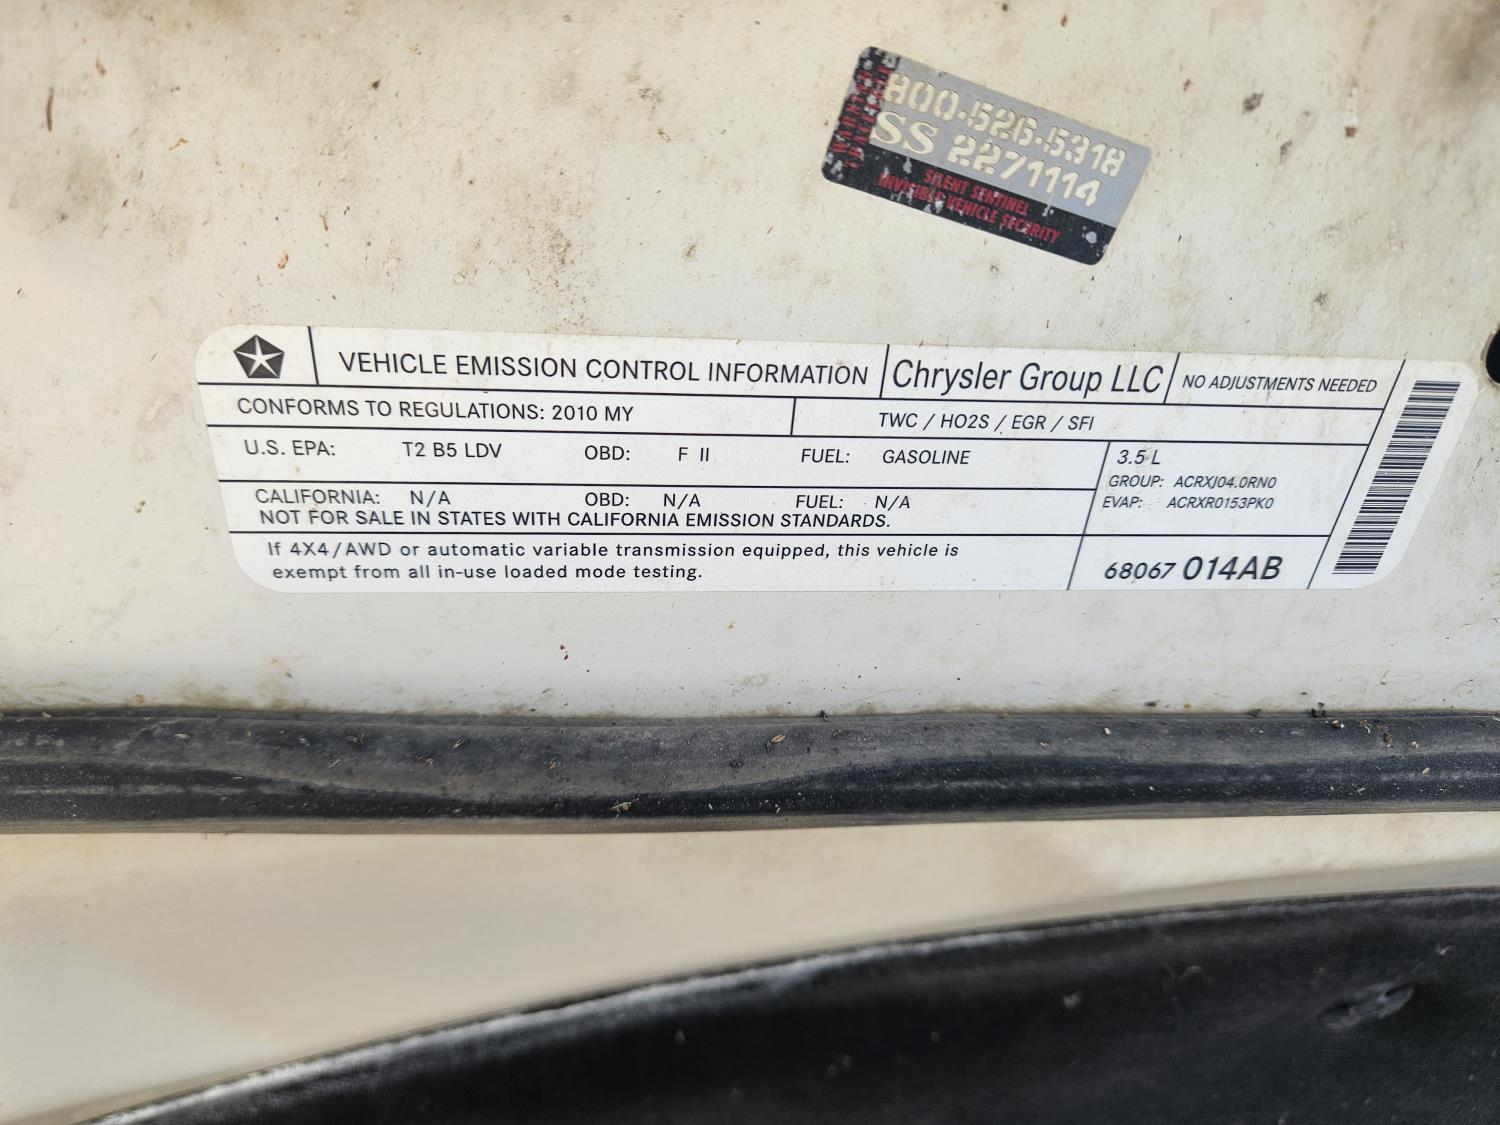 800-526-5318
SS 2271114
SILENT SENTINEL
INVISIBLE VEHICLE SECURITY
VEHICLE EMISSION CONTROL INFORMATION
Chrysler Group LLC
NO ADJUSTMENTS NEEDED
CONFORMS TO REGULATIONS: 2010 MY
TWC / HO2S / EGR / SFI
U.S. EPA: T2 B5 LDV OBD: F II FUEL: GASOLINE
3.5 L
GROUP: ACRXJ04.0RN0
EVAP: ACRXR0153PK0
CALIFORNIA: N/A OBD: N/A FUEL: N/A
NOT FOR SALE IN STATES WITH CALIFORNIA EMISSION STANDARDS.
If 4X4/AWD or automatic variable transmission equipped, this vehicle is
exempt from all in-use loaded mode testing.
68067 014AB